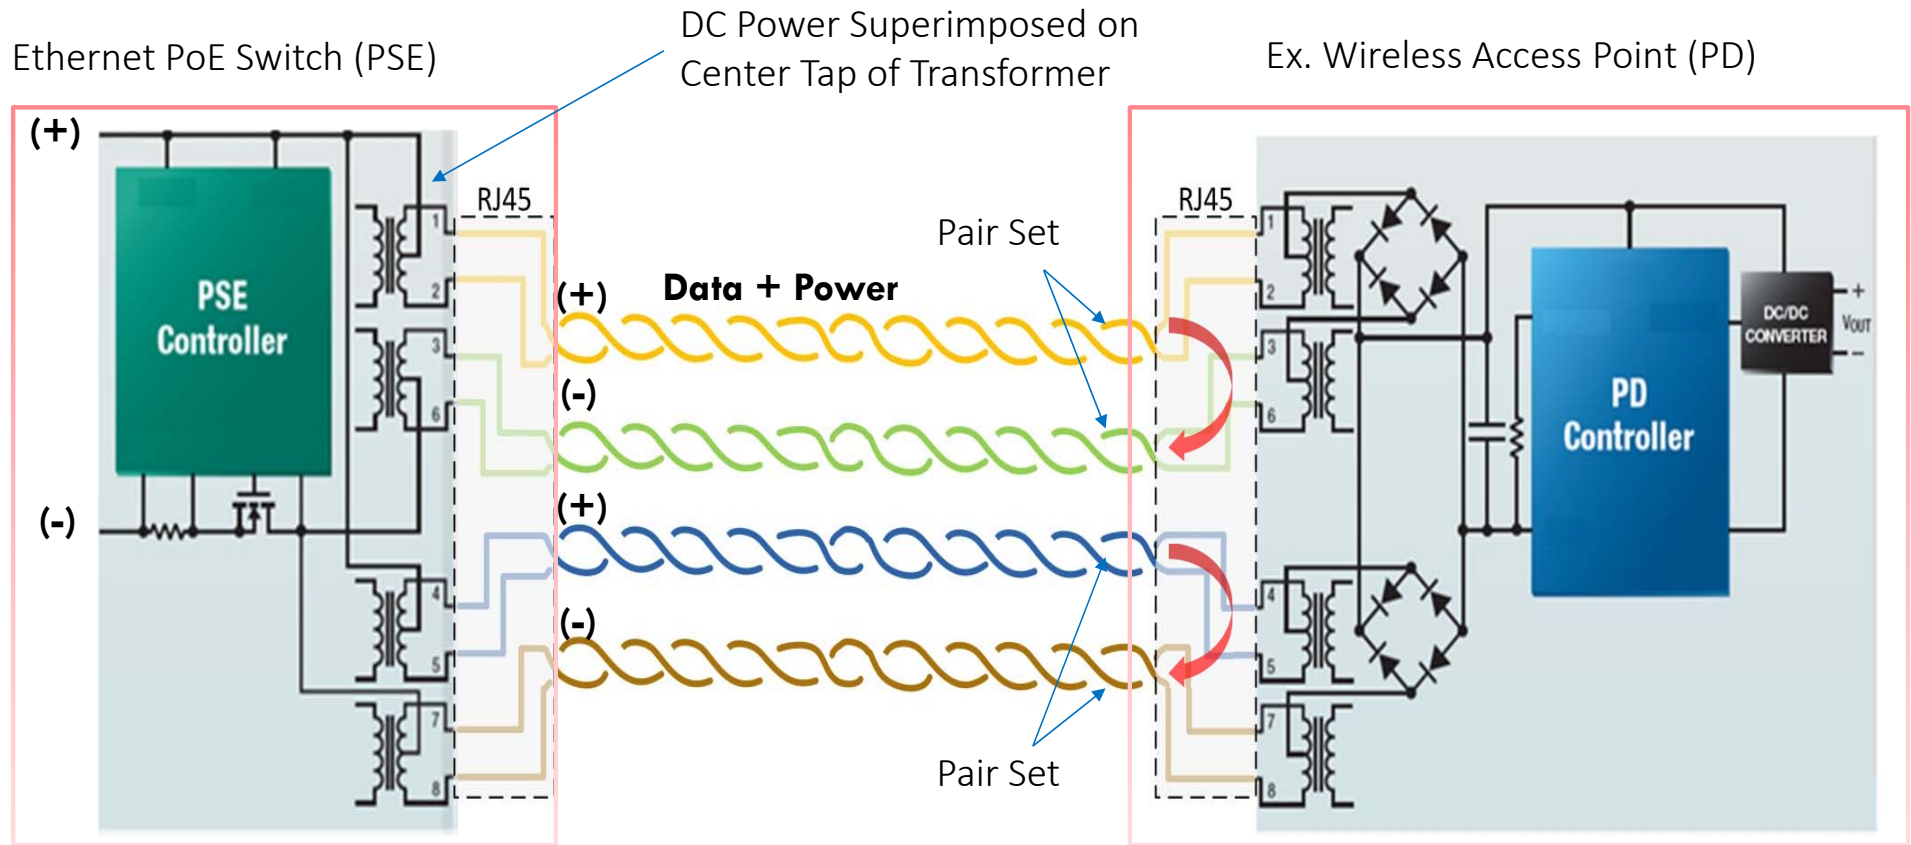 DC Power Superimposed on
Center Tap of Transformer
Ethernet PoE Switch (PSE)
Ex. Wireless Access Point (PD)
(+)
(-)
PSE
Controller
RJ45
1
2
3
6
4
5
7
8
Data + Power
(+)
(-)
(+)
(-)
Pair Set
Pair Set
RJ45
1
2
3
6
4
5
7
8
PD
Controller
DC/DC
CONVERTER
+
VOUT
–